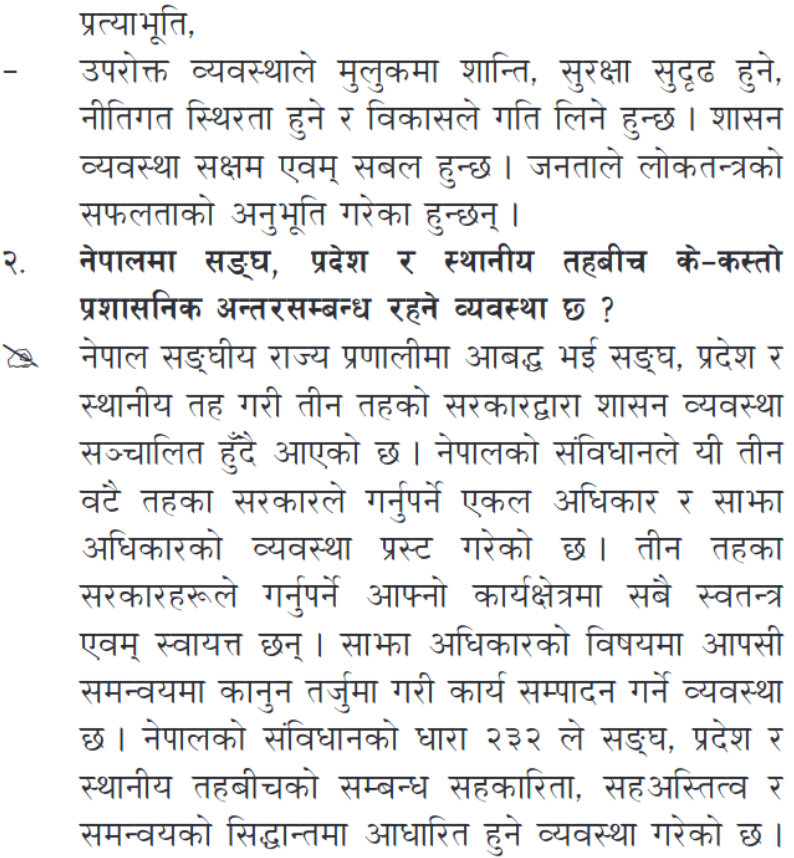 प्रत्याभूति,
– उपरोक्त व्यवस्थाले मुलुकमा शान्ति, सुरक्षा सुदृढ हुने,
नीतिगत स्थिरता हुने र विकासले गति लिने हुन्छ । शासन
व्यवस्था सक्षम एवम् सबल हुन्छ । जनताले लोकतन्त्रको
सफलताको अनुभूति गरेका हुन्छन् ।
२. नेपालमा सङ्घ, प्रदेश र स्थानीय तहबीच के-कस्तो
प्रशासनिक अन्तरसम्बन्ध रहने व्यवस्था छ ?
नेपाल सङ्घीय राज्य प्रणालीमा आबद्ध भई सङ्घ, प्रदेश र
स्थानीय तह गरी तीन तहको सरकारद्वारा शासन व्यवस्था
सञ्चालित हुँदै आएको छ । नेपालको संविधानले यी तीन
वटै तहका सरकारले गर्नुपर्ने एकल अधिकार र साझा
अधिकारको व्यवस्था प्रस्ट गरेको छ । तीन तहका
सरकारहरूले गर्नुपर्ने आफ्नो कार्यक्षेत्रमा सबै स्वतन्त्र
एवम् स्वायत्त छन् । साझा अधिकारको विषयमा आपसी
समन्वयमा कानुन तर्जुमा गरी कार्य सम्पादन गर्ने व्यवस्था
छ । नेपालको संविधानको धारा २३२ ले सङ्घ, प्रदेश र
स्थानीय तहबीचको सम्बन्ध सहकारिता, सहअस्तित्व र
समन्वयको सिद्धान्तमा आधारित हुने व्यवस्था गरेको छ ।